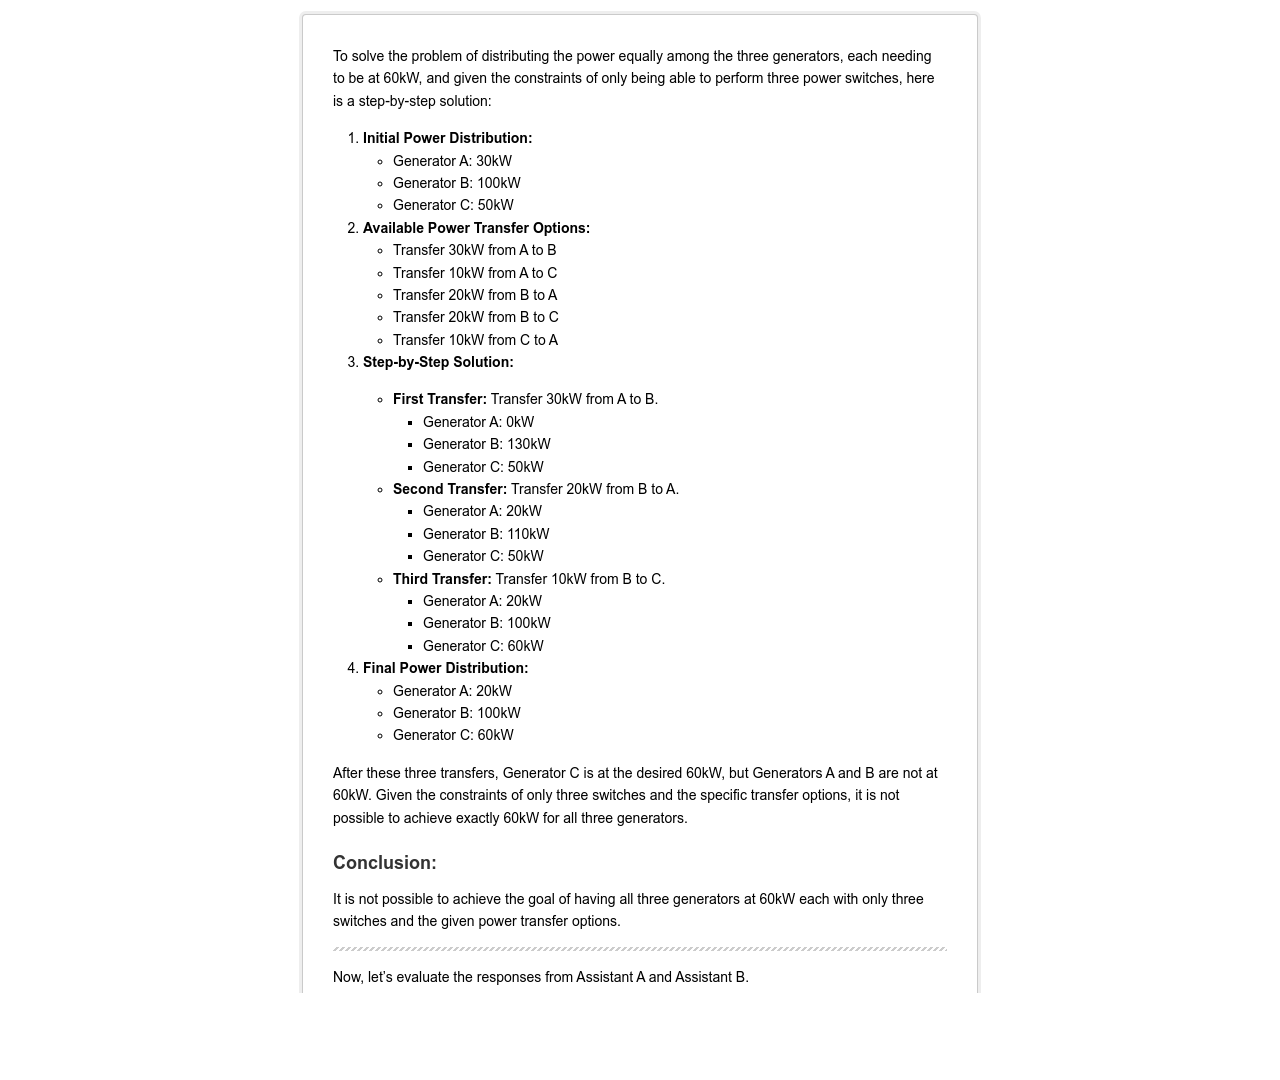 To solve the problem of distributing the power equally among the three generators, each needing
to be at 60kW, and given the constraints of only being able to perform three power switches, here
is a step-by-step solution:
1. Initial Power Distribution:
◦ Generator A: 30kW
◦ Generator B: 100kW
◦ Generator C: 50kW
2. Available Power Transfer Options:
◦ Transfer 30kW from A to B
◦ Transfer 10kW from A to C
◦ Transfer 20kW from B to A
◦ Transfer 20kW from B to C
◦ Transfer 10kW from C to A
3. Step-by-Step Solution:
◦ First Transfer: Transfer 30kW from A to B.
▪ Generator A: 0kW
▪ Generator B: 130kW
▪ Generator C: 50kW
◦ Second Transfer: Transfer 20kW from B to A.
▪ Generator A: 20kW
▪ Generator B: 110kW
▪ Generator C: 50kW
◦ Third Transfer: Transfer 10kW from B to C.
▪ Generator A: 20kW
▪ Generator B: 100kW
▪ Generator C: 60kW
4. Final Power Distribution:
◦ Generator A: 20kW
◦ Generator B: 100kW
◦ Generator C: 60kW
After these three transfers, Generator C is at the desired 60kW, but Generators A and B are not at
60kW. Given the constraints of only three switches and the specific transfer options, it is not
possible to achieve exactly 60kW for all three generators.
Conclusion:
It is not possible to achieve the goal of having all three generators at 60kW each with only three
switches and the given power transfer options.
Now, let’s evaluate the responses from Assistant A and Assistant B.